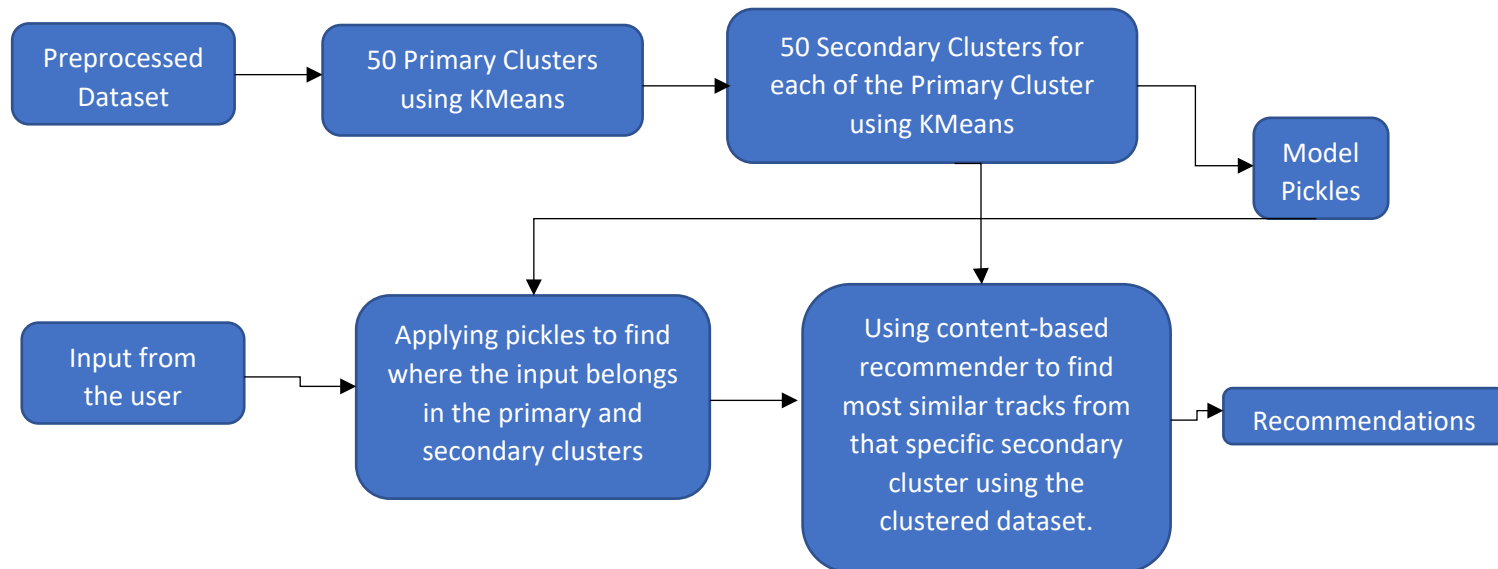 Preprocessed
Dataset
50 Primary Clusters
using KMeans
50 Secondary Clusters for
each of the Primary Cluster
using KMeans
Model
Pickles
Input from
the user
Applying pickles to find
where the input belongs
in the primary and
secondary clusters
Using content-based
recommender to find
most similar tracks from
that specific secondary
cluster using the
clustered dataset.
Recommendations